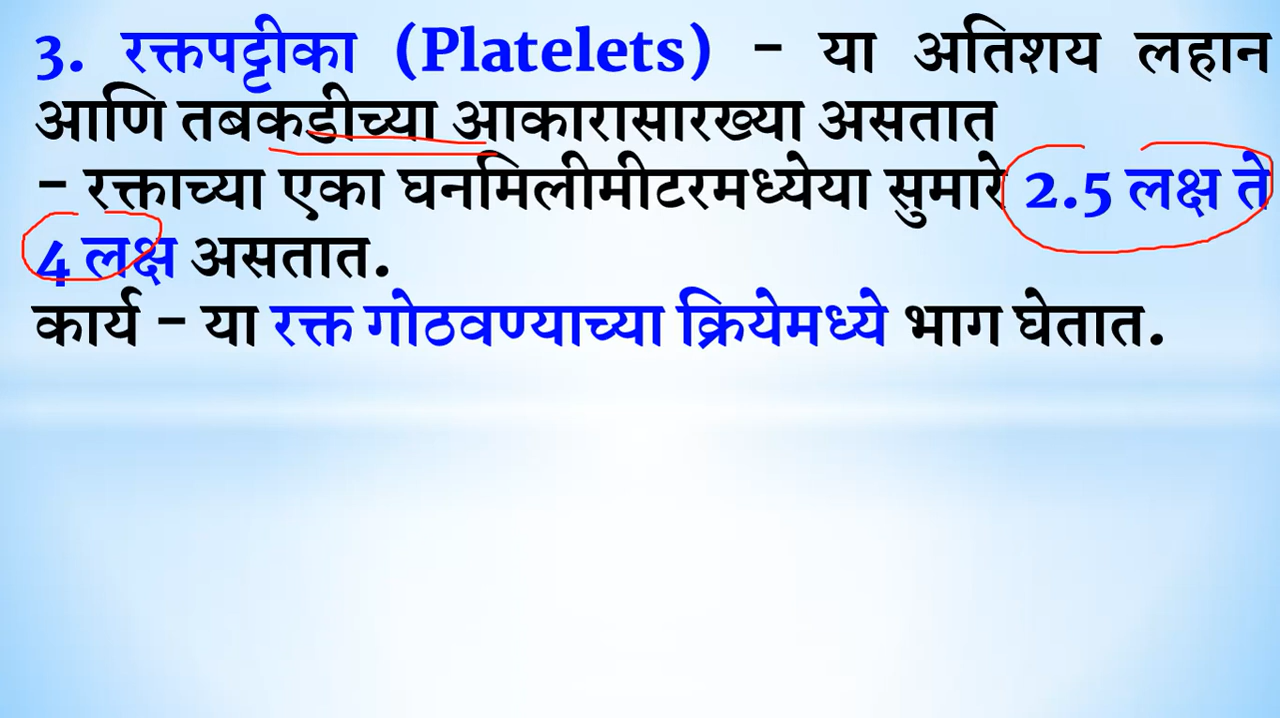 3. रक्तपट्टीका (Platelets) - या अतिशय लहान
आणि तबकडीच्या आकारासारख्या असतात
- रक्ताच्या एका घनमिलीमीटरमध्येया सुमारे 2.5 लक्ष ते
4 लक्ष असतात.
कार्य - या रक्त गोठवण्याच्या क्रियेमध्ये भाग घेतात.